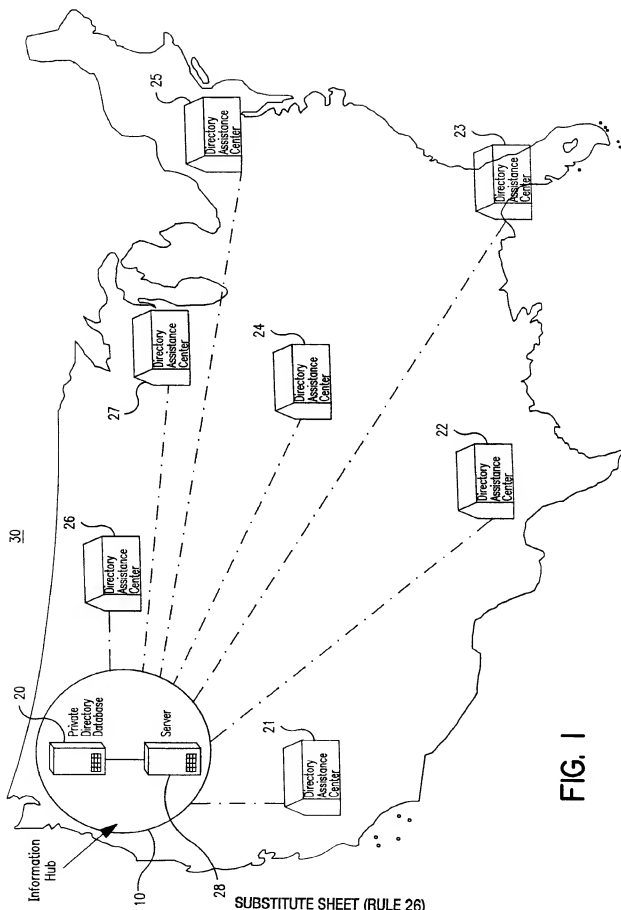 30
Information
Hub
10
20
Private
Directory
Database
Server
28
26
Directory
Assistance
Center
27
Directory
Assistance
Center
25
Directory
Assistance
Center
24
Directory
Assistance
Center
23
Directory
Assistance
Center
22
Directory
Assistance
Center
21
Directory
Assistance
Center
FIG. 1
SUBSTITUTE SHEET (RULE 26)